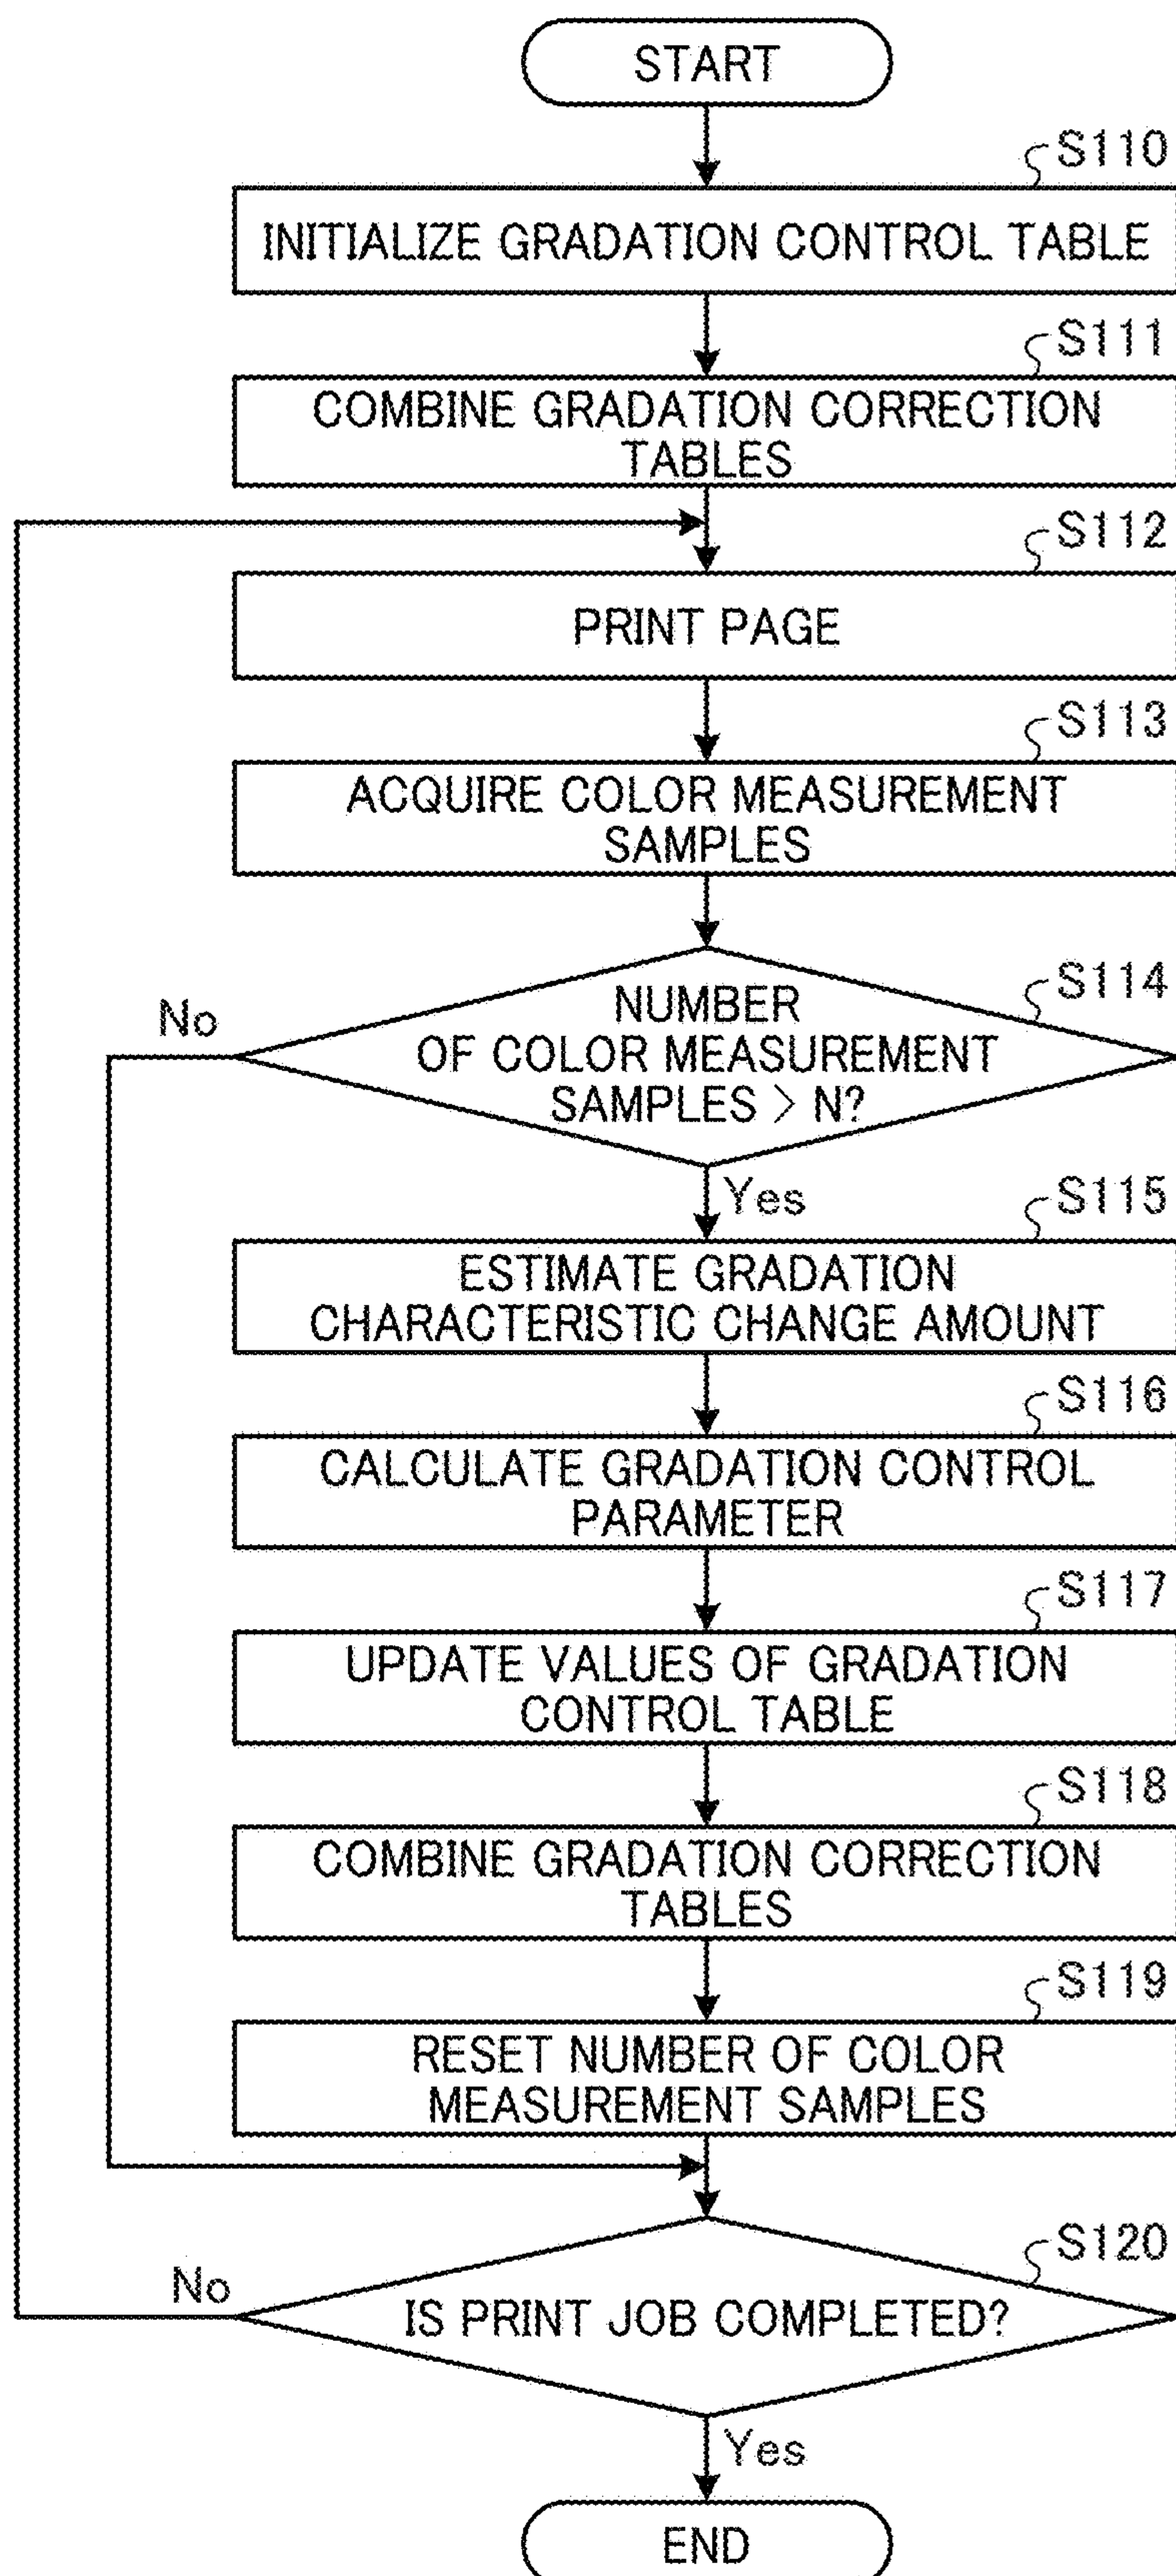 START
S110
INITIALIZE GRADATION CONTROL TABLE
S111
COMBINE GRADATION CORRECTION
TABLES
S112
PRINT PAGE
S113
ACQUIRE COLOR MEASUREMENT
SAMPLES
S114
No
NUMBER
OF COLOR MEASUREMENT
SAMPLES > N?
Yes
S115
ESTIMATE GRADATION
CHARACTERISTIC CHANGE AMOUNT
S116
CALCULATE GRADATION CONTROL
PARAMETER
S117
UPDATE VALUES OF GRADATION
CONTROL TABLE
S118
COMBINE GRADATION CORRECTION
TABLES
S119
RESET NUMBER OF COLOR
MEASUREMENT SAMPLES
S120
No
IS PRINT JOB COMPLETED?
Yes
END